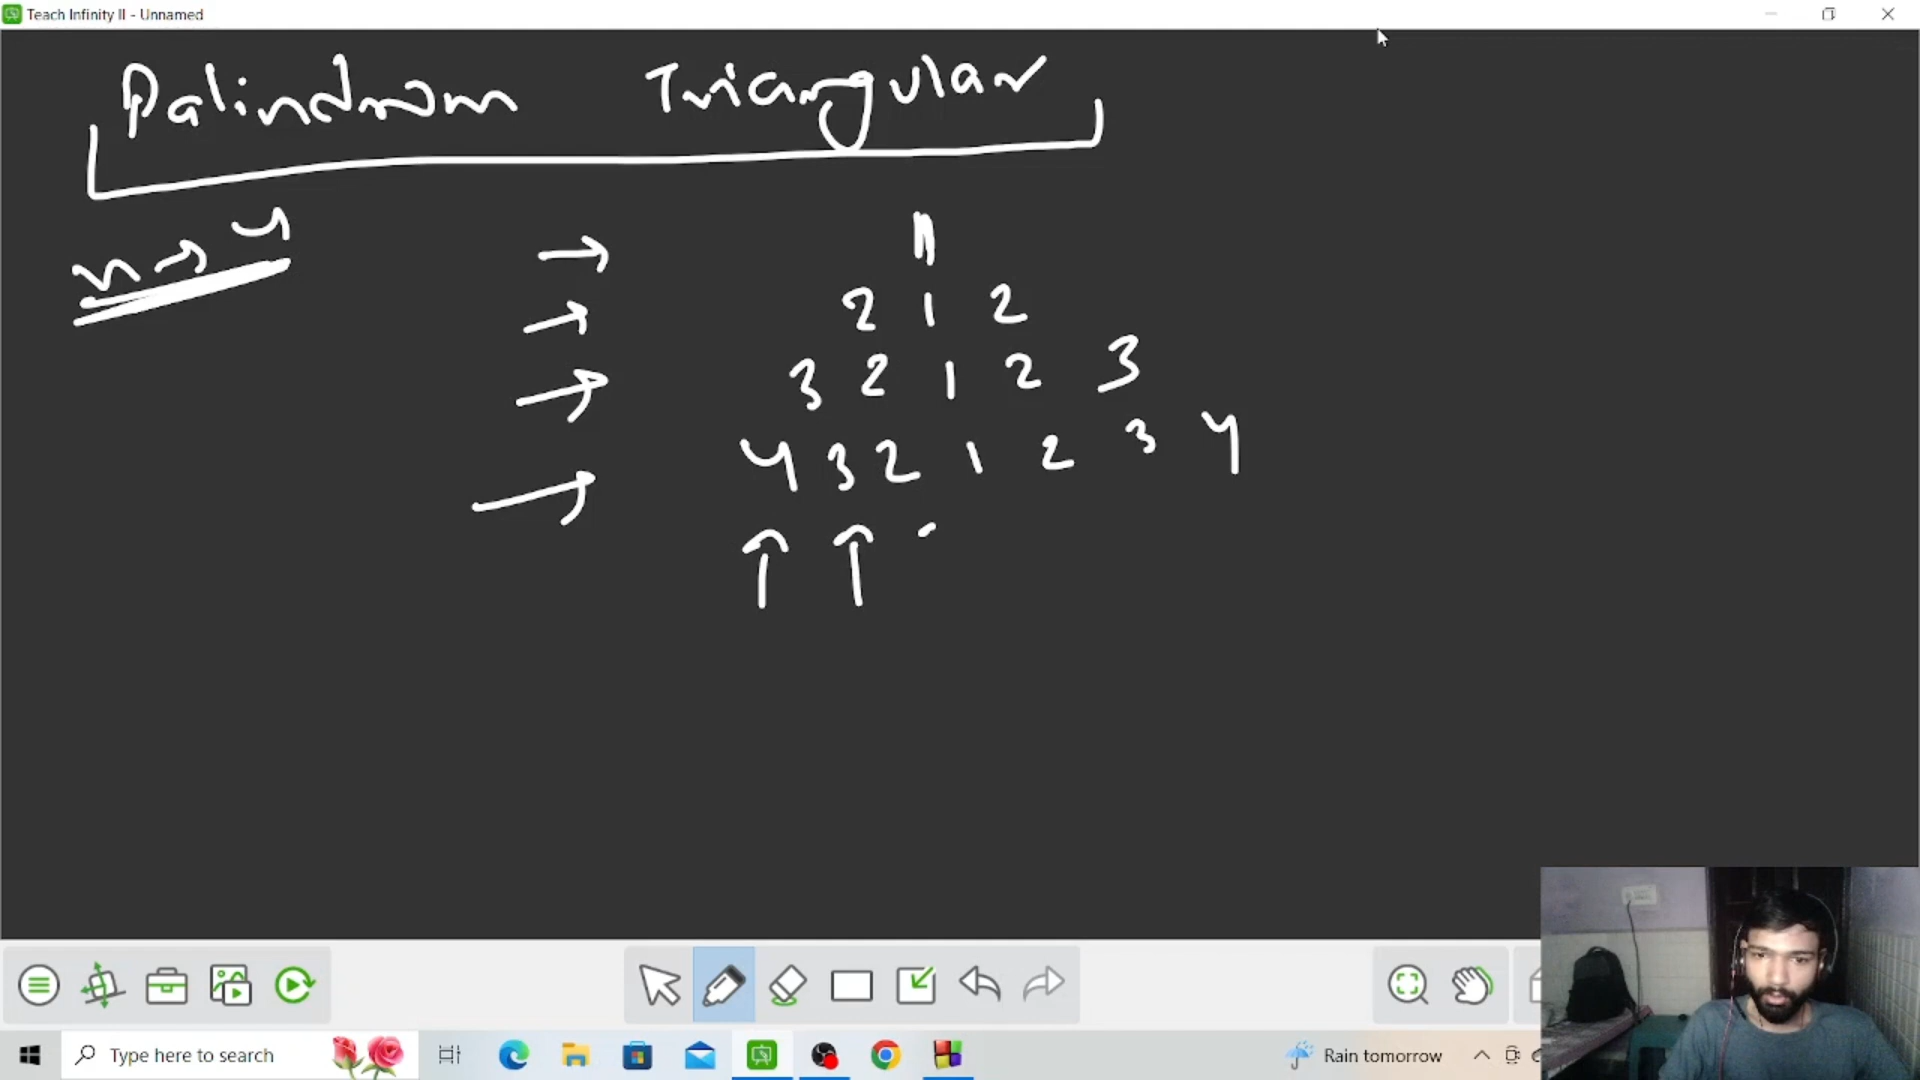 Teach Infinity II - Unnamed
Palindrom Triangular
n → 4
→ 1
→ 2 1 2
→ 3 2 1 2 3
→ 4 3 2 1 2 3 4
↑ ↑
Type here to search
Rain tomorrow